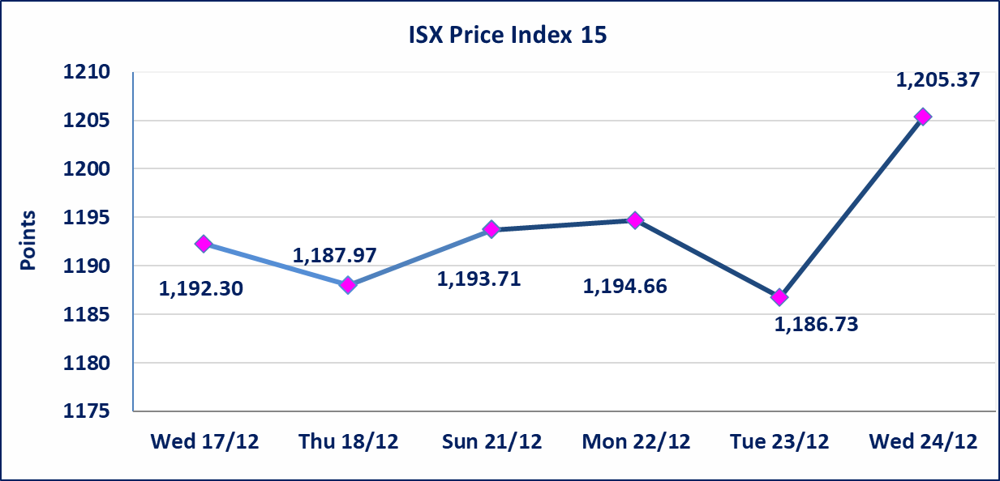 ISX Price Index 15
Points
1210
1205
1200
1195
1190
1185
1180
1175
1,192.30
1,187.97
1,193.71
1,194.66
1,186.73
1,205.37
Wed 17/12
Thu 18/12
Sun 21/12
Mon 22/12
Tue 23/12
Wed 24/12